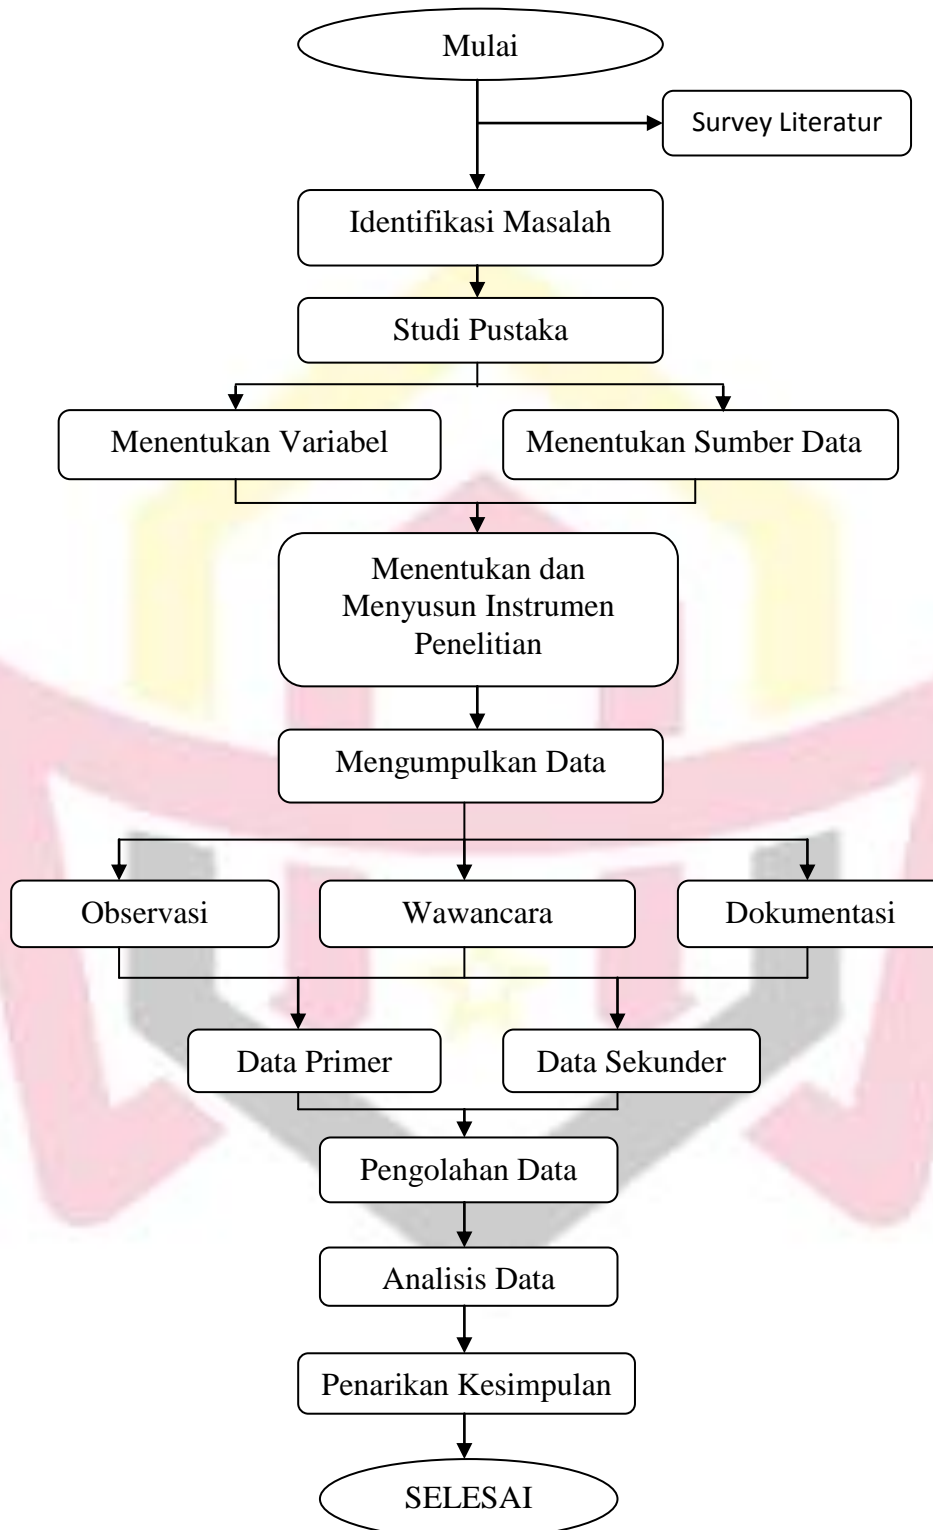 Mulai
Survey Literatur
Identifikasi Masalah
Studi Pustaka
Menentukan Variabel
Menentukan Sumber Data
Menentukan dan
Menyusun Instrumen
Penelitian
Mengumpulkan Data
Observasi
Wawancara
Dokumentasi
Data Primer
Data Sekunder
Pengolahan Data
Analisis Data
Penarikan Kesimpulan
SELESAI